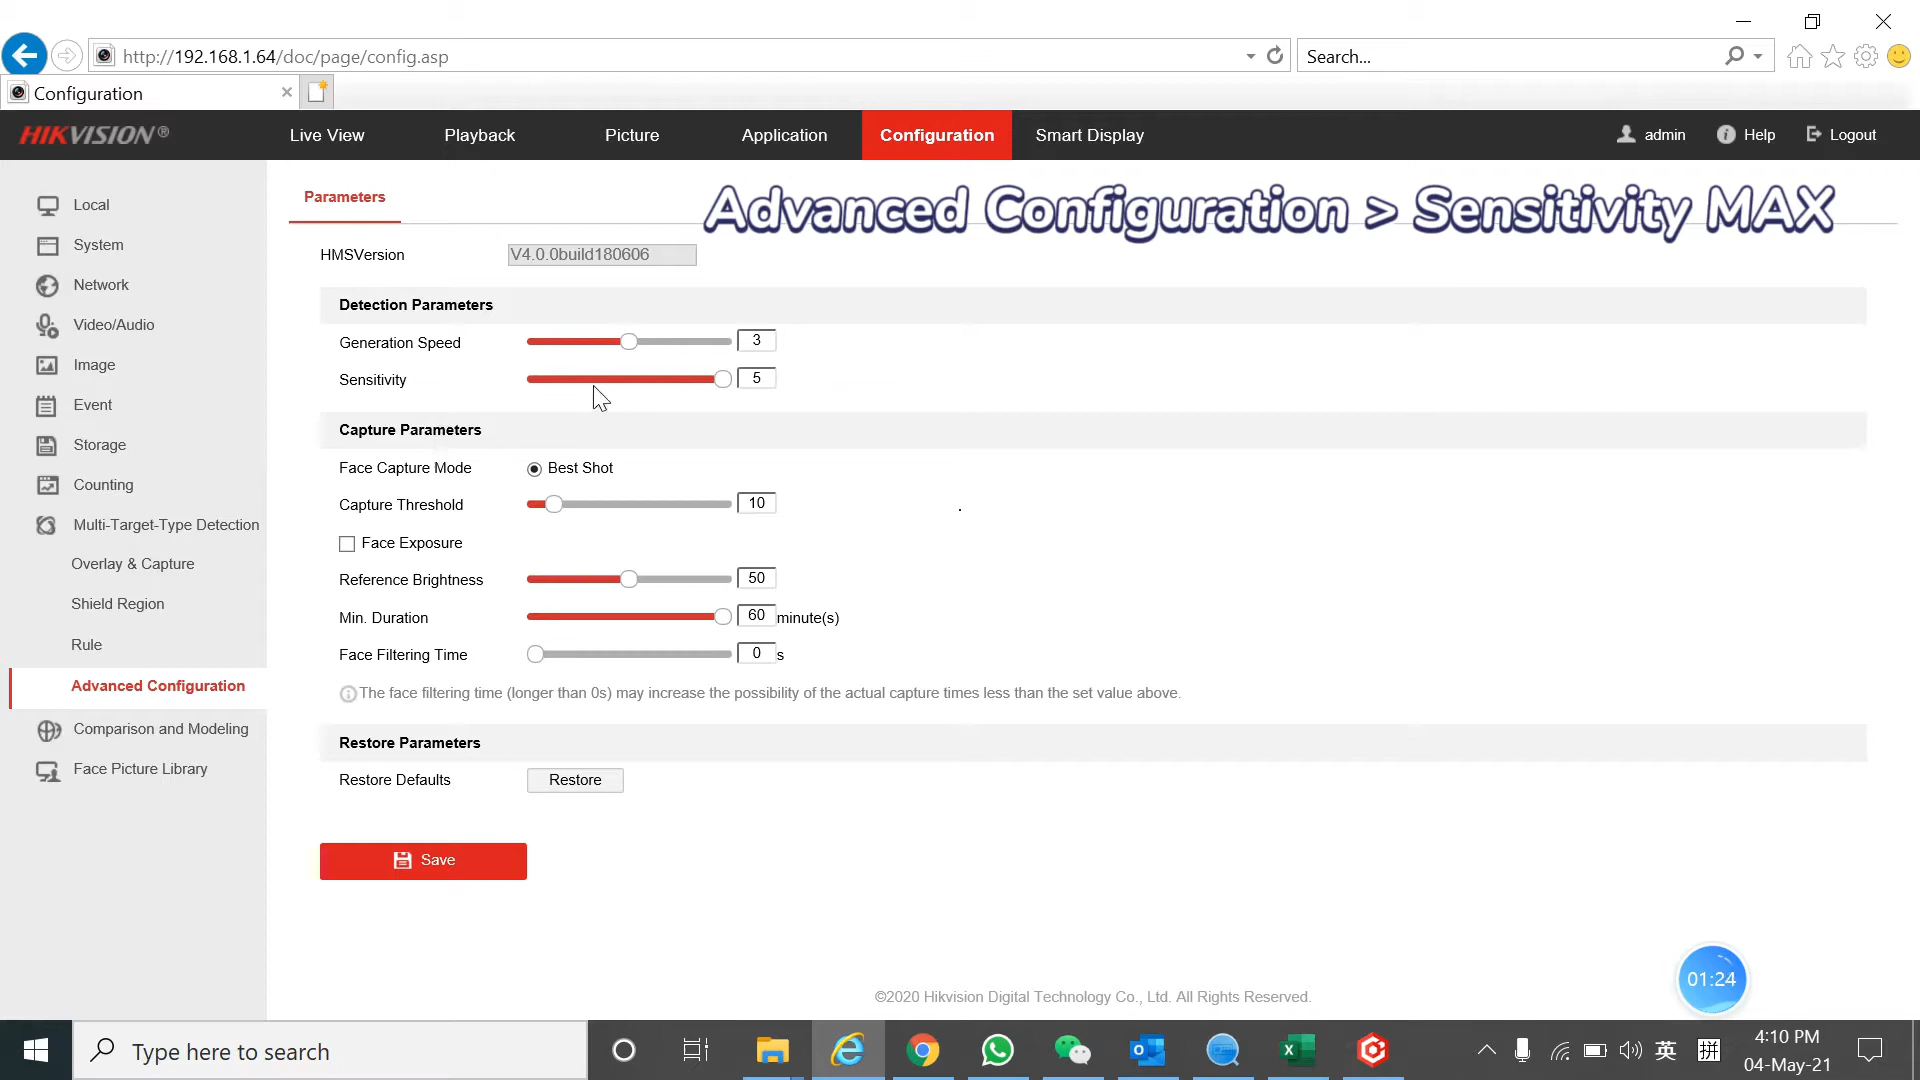 http://192.168.1.64/doc/page/config.asp
Search...
Configuration
HIKVISION®
Live View
Playback
Picture
Application
Configuration
Smart Display
admin
Help
Logout
Local
System
Network
Video/Audio
Image
Event
Storage
Counting
Multi-Target-Type Detection
Overlay & Capture
Shield Region
Rule
Advanced Configuration
Comparison and Modeling
Face Picture Library
Parameters
Advanced Configuration > Sensitivity MAX
HMSVersion V4.0.0build180606
Detection Parameters
Generation Speed 3
Sensitivity 5
Capture Parameters
Face Capture Mode Best Shot
Capture Threshold 10
Face Exposure
Reference Brightness 50
Min. Duration 60 minute(s)
Face Filtering Time 0 s
The face filtering time (longer than 0s) may increase the possibility of the actual capture times less than the set value above.
Restore Parameters
Restore Defaults Restore
Save
©2020 Hikvision Digital Technology Co., Ltd. All Rights Reserved.
01:24
Type here to search
英
拼
4:10 PM
04-May-21